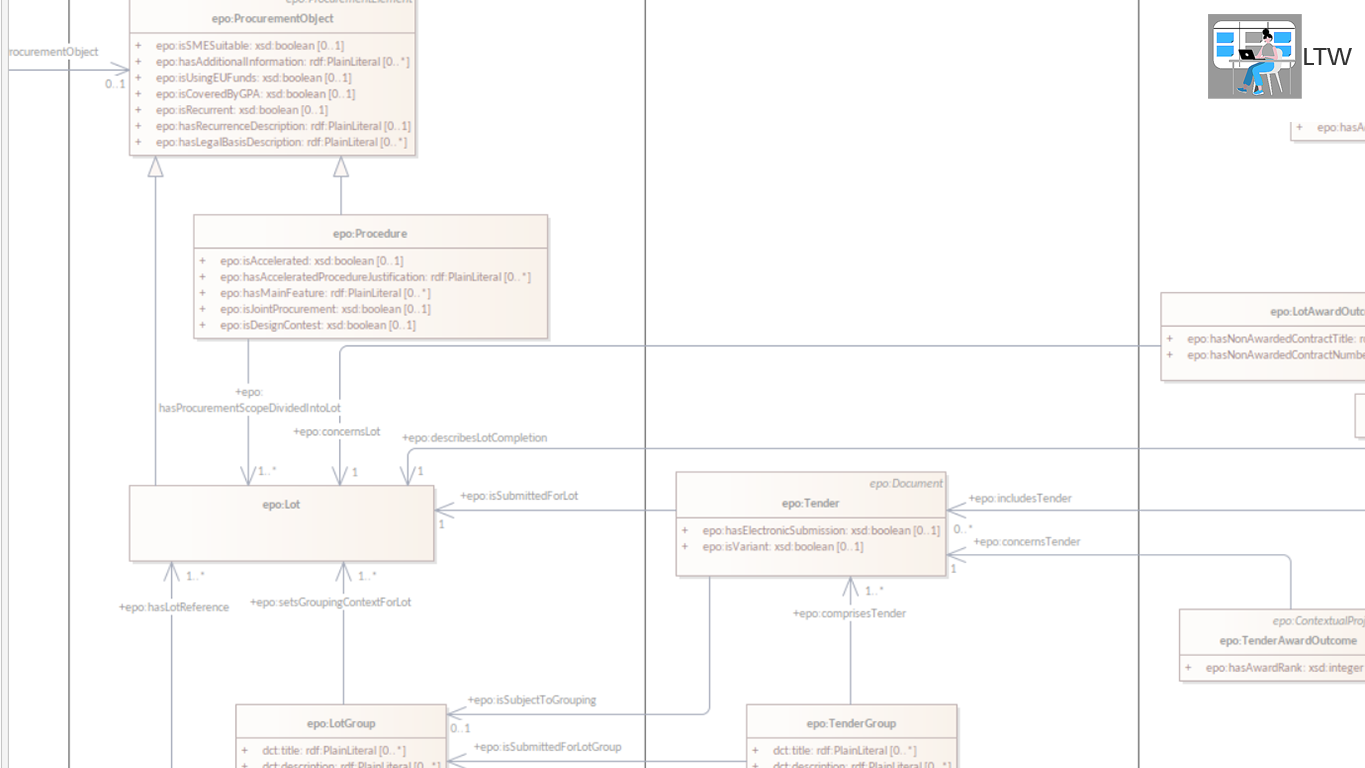 epo:ProcurementObject
+ epo:isSMESuitable: xsd:boolean [0..1]
+ epo:hasAdditionalInformation: rdf:PlainLiteral [0..*]
+ epo:isUsingEUFunds: xsd:boolean [0..1]
+ epo:isCoveredByGPA: xsd:boolean [0..1]
+ epo:isRecurrent: xsd:boolean [0..1]
+ epo:hasRecurrenceDescription: rdf:PlainLiteral [0..1]
+ epo:hasLegalBasisDescription: rdf:PlainLiteral [0..*]
rocurementObject
0..1
LTW
+ epo:hasA
epo:Procedure
+ epo:isAccelerated: xsd:boolean [0..1]
+ epo:hasAcceleratedProcedureJustification: rdf:PlainLiteral [0..*]
+ epo:hasMainFeature: rdf:PlainLiteral [0..*]
+ epo:isJointProcurement: xsd:boolean [0..1]
+ epo:isDesignContest: xsd:boolean [0..1]
epo:LotAwardOutc
+ epo:hasNonAwardedContractTitle: r
+ epo:hasNonAwardedContractNumbe
+epo:
hasProcurementScopeDividedIntoLot
1..*
+epo:concernsLot
1
+epo:describesLotCompletion
1
epo:Lot
+epo:isSubmittedForLot
1
epo:Document
epo:Tender
+ epo:hasElectronicSubmission: xsd:boolean [0..1]
+ epo:isVariant: xsd:boolean [0..1]
+epo:includesTender
0..*
+epo:concernsTender
1
1..*
+epo:hasLotReference
1..*
+epo:setsGroupingContextForLot
1..*
+epo:comprisesTender
epo:ContextualProj
epo:TenderAwardOutcome
+ epo:hasAwardRank: xsd:integer
+epo:isSubjectToGrouping
0..1
epo:LotGroup
+ dct:title: rdf:PlainLiteral [0..*]
+ dct:description: rdf:PlainLiteral [0..*]
+epo:isSubmittedForLotGroup
epo:TenderGroup
+ dct:title: rdf:PlainLiteral [0..*]
+ dct:description: rdf:PlainLiteral [0..*]